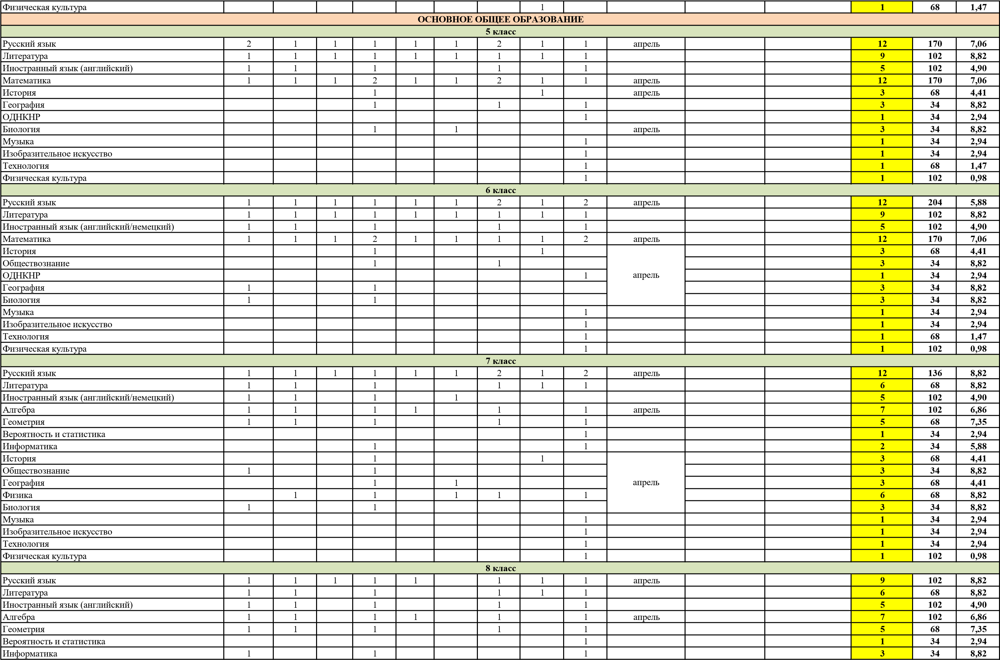 Физическая культура 1 1 68 1,47
ОСНОВНОЕ ОБЩЕЕ ОБРАЗОВАНИЕ
5 класс
Русский язык 2 1 1 1 1 1 2 1 1 апрель 12 170 7,06
Литература 1 1 1 1 1 1 1 1 1 9 102 8,82
Иностранный язык (английский) 1 1 1 1 1 5 102 4,90
Математика 1 1 1 2 1 1 2 1 1 апрель 12 170 7,06
История 1 1 апрель 3 68 4,41
География 1 1 1 3 34 8,82
ОДНКНР 1 1 34 2,94
Биология 1 1 апрель 3 34 8,82
Музыка 1 1 34 2,94
Изобразительное искусство 1 1 34 2,94
Технология 1 1 68 1,47
Физическая культура 1 1 102 0,98
6 класс
Русский язык 1 1 1 1 1 1 2 1 2 апрель 12 204 5,88
Литература 1 1 1 1 1 1 1 1 1 9 102 8,82
Иностранный язык (английский/немецкий) 1 1 1 1 1 5 102 4,90
Математика 1 1 1 2 1 1 1 1 2 апрель 12 170 7,06
История 1 1 3 68 4,41
Обществознание 1 1 3 34 8,82
ОДНКНР 1 апрель 1 34 2,94
География 1 1 3 34 8,82
Биология 1 1 3 34 8,82
Музыка 1 1 34 2,94
Изобразительное искусство 1 1 34 2,94
Технология 1 1 68 1,47
Физическая культура 1 1 102 0,98
7 класс
Русский язык 1 1 1 1 1 1 2 1 2 апрель 12 136 8,82
Литература 1 1 1 1 1 1 6 68 8,82
Иностранный язык (английский/немецкий) 1 1 1 1 5 102 4,90
Алгебра 1 1 1 1 1 1 апрель 7 102 6,86
Геометрия 1 1 1 1 1 5 68 7,35
Вероятность и статистика 1 1 34 2,94
Информатика 1 1 2 34 5,88
История 1 1 3 68 4,41
Обществознание 1 1 3 34 8,82
География 1 1 апрель 3 68 4,41
Физика 1 1 1 1 1 6 68 8,82
Биология 1 1 3 34 8,82
Музыка 1 1 34 2,94
Изобразительное искусство 1 1 34 2,94
Технология 1 1 34 2,94
Физическая культура 1 1 102 0,98
8 класс
Русский язык 1 1 1 1 1 1 1 1 апрель 9 102 8,82
Литература 1 1 1 1 1 1 6 68 8,82
Иностранный язык (английский) 1 1 1 1 1 5 102 4,90
Алгебра 1 1 1 1 1 1 апрель 7 102 6,86
Геометрия 1 1 1 1 1 5 68 7,35
Вероятность и статистика 1 1 34 2,94
Информатика 1 1 1 3 34 8,82